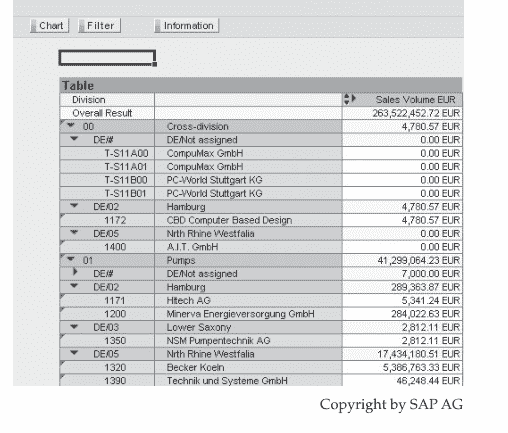 Chart Filter Information
Table
Division Sales Volume EUR
Overall Result 263,522,452.72 EUR
00 Cross-division 4,780.57 EUR
DE/# DE/Not assigned 0.00 EUR
T-S11A00 CompuMax GmbH 0.00 EUR
T-S11A01 CompuMax GmbH 0.00 EUR
T-S11B00 PC-World Stuttgart KG 0.00 EUR
T-S11B01 PC-World Stuttgart KG 0.00 EUR
DE/02 Hamburg 4,780.57 EUR
1172 CBD Computer Based Design 4,780.57 EUR
DE/05 Nrth Rhine Westfalia 0.00 EUR
1400 A.I.T. GmbH 0.00 EUR
01 Pumps 41,299,064.23 EUR
DE/# DE/Not assigned 7,000.00 EUR
DE/02 Hamburg 289,363.87 EUR
1171 Hitech AG 5,341.24 EUR
1200 Minerva Energieversorgung GmbH 284,022.63 EUR
DE/03 Lower Saxony 2,812.11 EUR
1350 NSM Pumpentechnik AG 2,812.11 EUR
DE/05 Nrth Rhine Westfalia 17,434,180.51 EUR
1320 Becker Koeln 5,386,763.33 EUR
1390 Technik und Systeme GmbH 46,248.44 EUR
Copyright by SAP AG